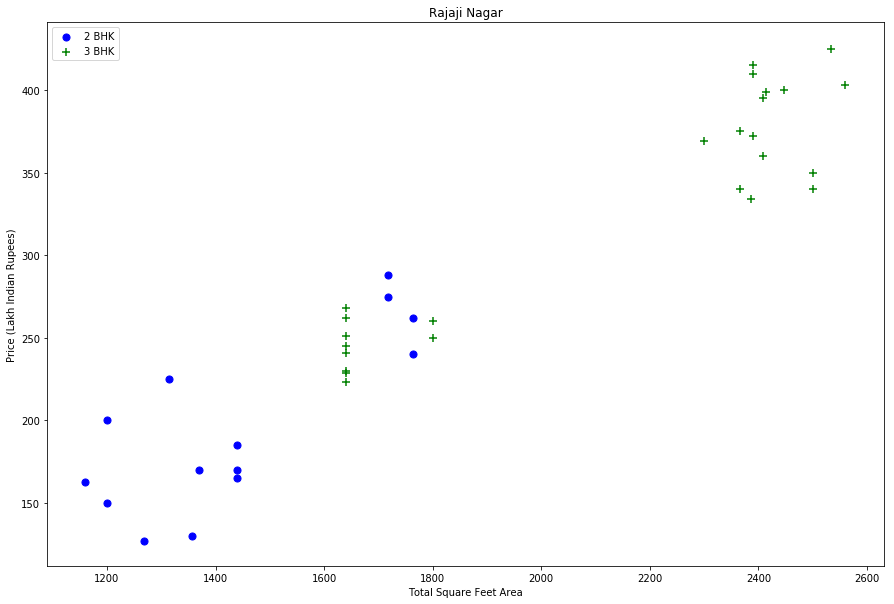 Rajaji Nagar
2 BHK
3 BHK
Price (Lakh Indian Rupees)
400
350
300
250
200
150
1200 1400 1600 1800 2000 2200 2400 2600
Total Square Feet Area